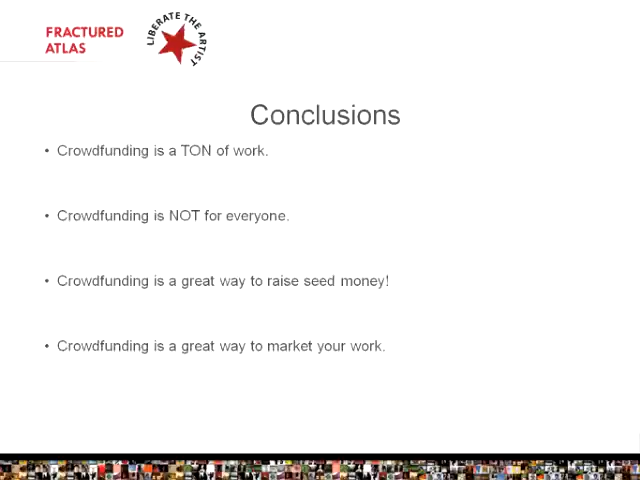 FRACTURED
ATLAS
LIBERATE THE ARTIST
Conclusions
• Crowdfunding is a TON of work.
• Crowdfunding is NOT for everyone.
• Crowdfunding is a great way to raise seed money!
• Crowdfunding is a great way to market your work.